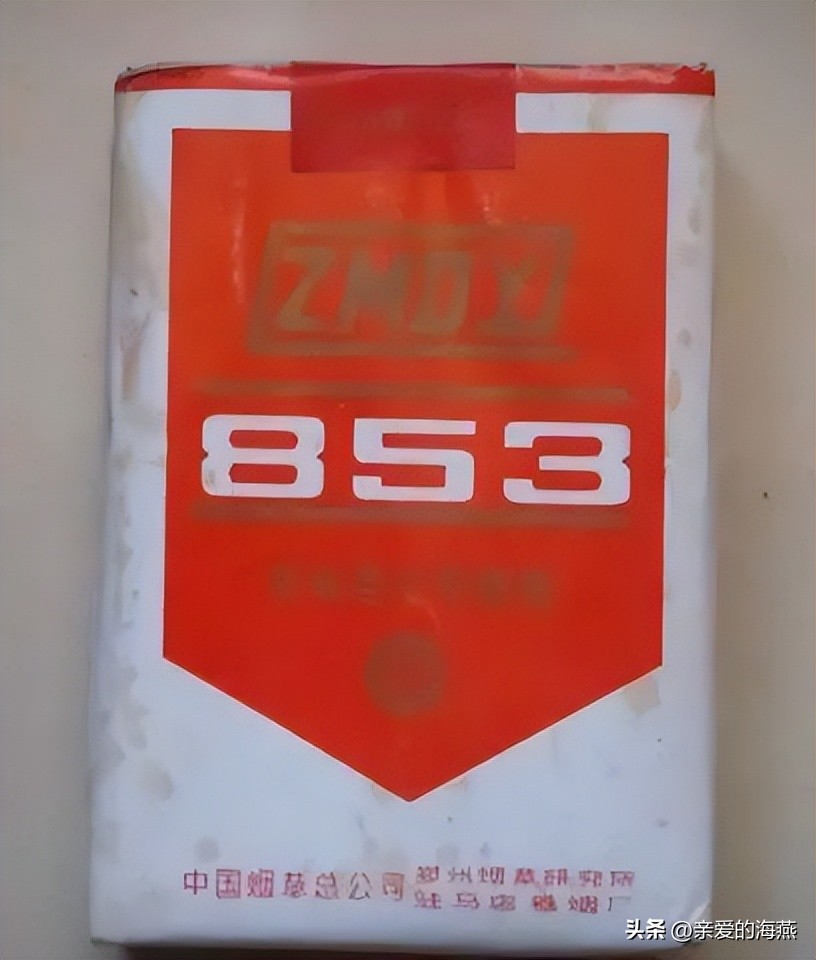 ZMDY
853
中国烟草总公司 郑州烟草研究所
驻马店卷烟厂
头条 @亲爱的海燕